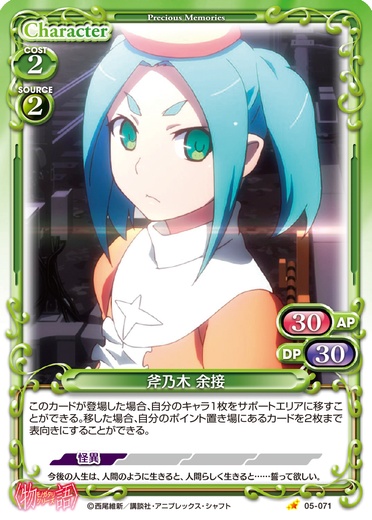 Precious Memories
Character
COST
2
SOURCE
2
30 AP
DP 30
斧乃木 余接
このカードが登場した場合、自分のキャラ1枚をサポートエリアに移すこ
とができる。移した場合、自分のポイント置き場にあるカードを2枚まで
表向きにすることができる。
怪異
今後の人生は、人間のように生きると、人間らしく生きると……誓って欲しい。
〈物語〉
シリーズ
05-071
©西尾維新／講談社・アニプレックス・シャフト